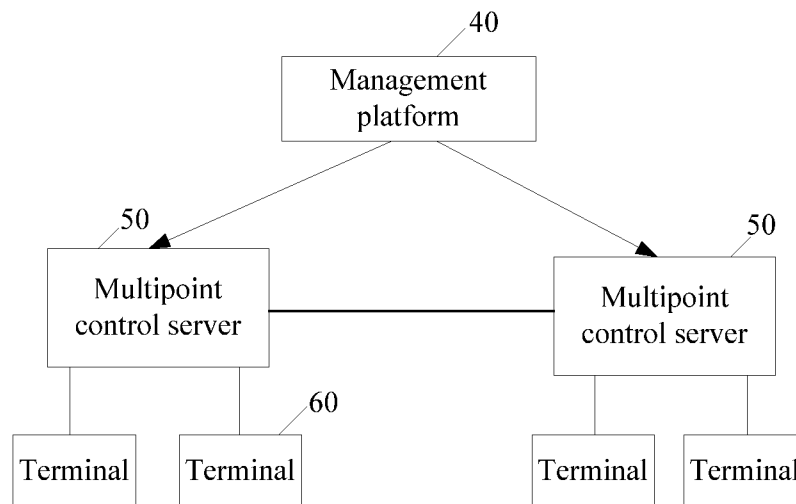 40
Management
platform
50
50
Multipoint
control server
Multipoint
control server
60
Terminal
Terminal
Terminal
Terminal